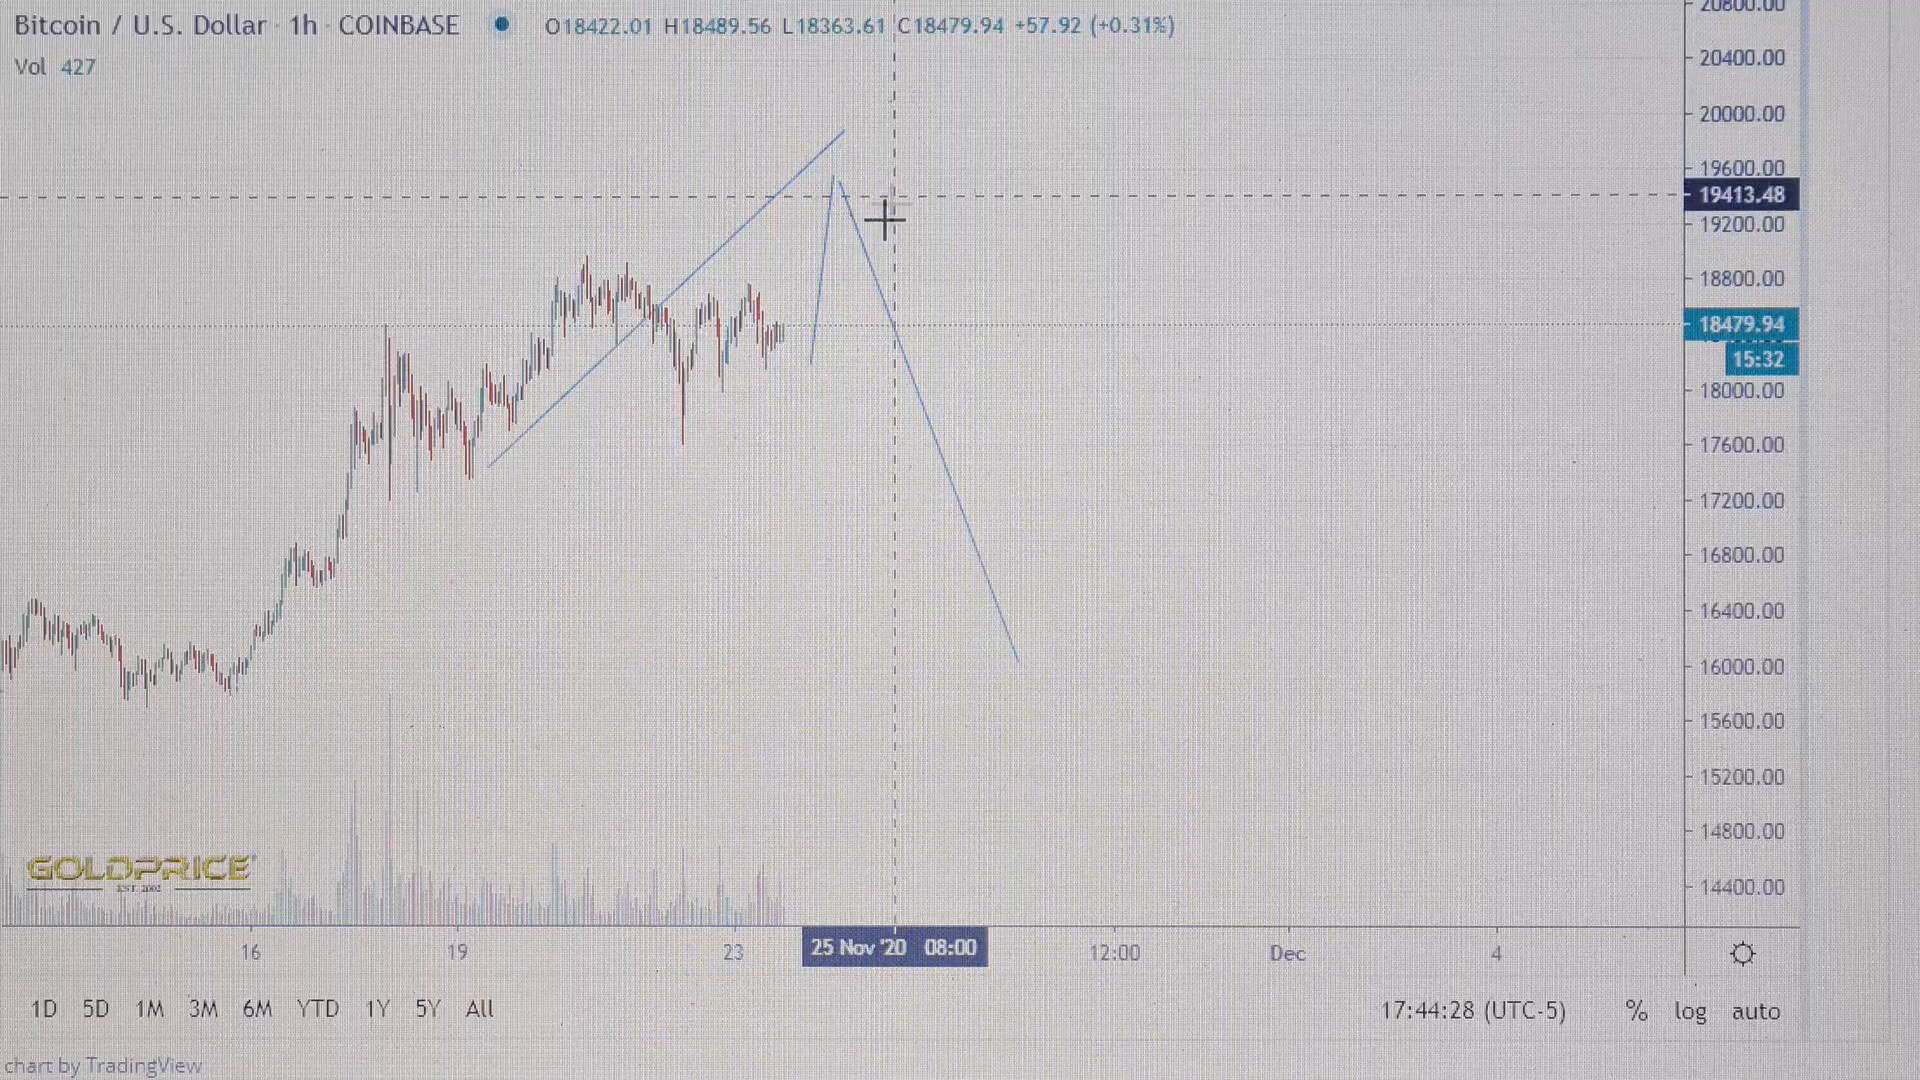 Bitcoin / U.S. Dollar · 1h · COINBASE O18422.01 H18489.56 L18363.61 C18479.94 +57.92 (+0.31%)
Vol 427
20800.00
20400.00
20000.00
19600.00
19413.48
19200.00
18800.00
18479.94
15:32
18000.00
17600.00
17200.00
16800.00
16400.00
16000.00
15600.00
15200.00
14800.00
14400.00
GOLDPRICE
EST. 2002
16 19 23 25 Nov '20 08:00 12:00 Dec 4
1D 5D 1M 3M 6M YTD 1Y 5Y All 17:44:28 (UTC-5) % log auto
chart by TradingView